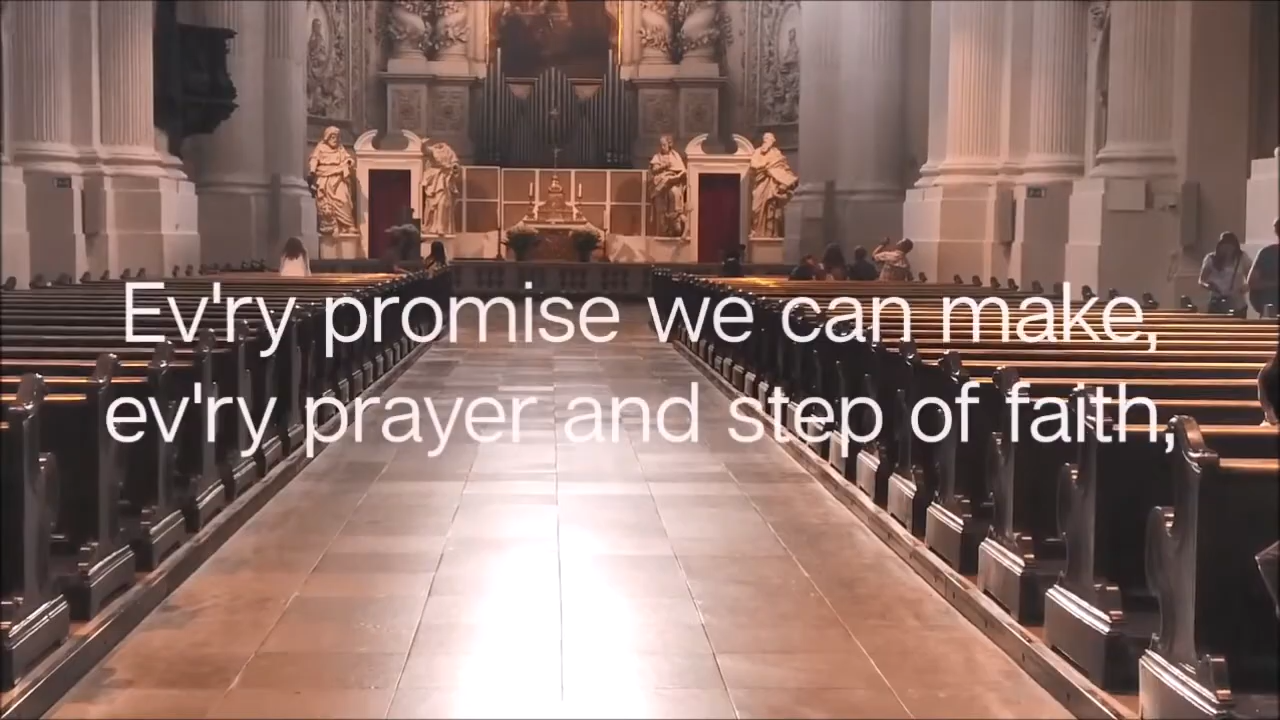 Ev'ry promise we can make,
ev'ry prayer and step of faith,